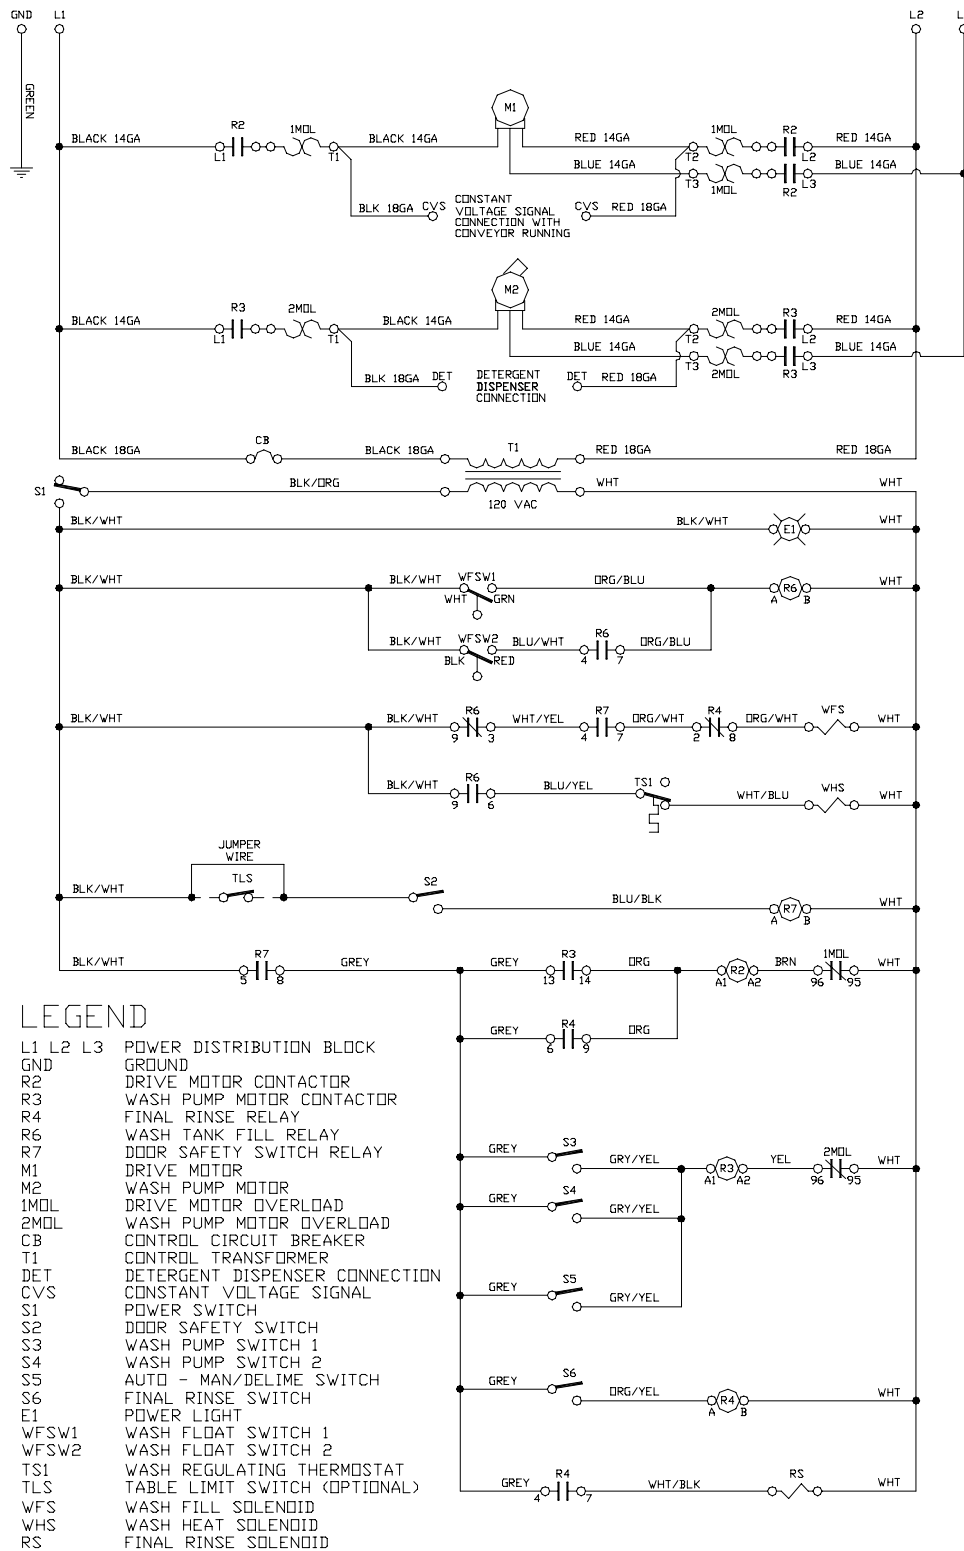 GND L1 L2 L
GREEN
M1
BLACK 14GA R2 1MOL BLACK 14GA RED 14GA 1MOL R2 RED 14GA
L1 T1 T2 L2
BLUE 14GA T3 1MOL R2 L3 BLUE 14GA
BLK 18GA CVS CONSTANT CVS RED 18GA
VOLTAGE SIGNAL
CONNECTION WITH
CONVEYOR RUNNING
M2
BLACK 14GA R3 2MOL BLACK 14GA RED 14GA 2MOL R3 RED 14GA
L1 T1 T2 L2
BLUE 14GA T3 2MOL R3 L3 BLUE 14GA
BLK 18GA DET DETERGENT DET RED 18GA
DISPENSER
CONNECTION
BLACK 18GA CB BLACK 18GA T1 RED 18GA RED 18GA
S1 BLK/ORG WHT WHT
120 VAC
BLK/WHT BLK/WHT E1 WHT
BLK/WHT BLK/WHT WFSW1 ORG/BLU R6 WHT
WHT GRN A B
BLK/WHT WFSW2 BLU/WHT R6 ORG/BLU
BLK RED 4 7
BLK/WHT BLK/WHT R6 WHT/YEL R7 ORG/WHT R4 ORG/WHT WFS WHT
9 3 4 7 2 8
BLK/WHT R6 BLU/YEL TS1 WHT/BLU WHS WHT
9 6
JUMPER
WIRE
BLK/WHT TLS S2 BLU/BLK R7 WHT
A B
BLK/WHT R7 GREY GREY R3 ORG R2 BRN 1MOL WHT
5 8 13 14 A1 A2 96 95
GREY R4 ORG
6 9
GREY S3 GRY/YEL R3 YEL 2MOL WHT
A1 A2 96 95
GREY S4 GRY/YEL
S5 GRY/YEL
GREY S6 ORG/YEL R4 WHT
A B
GREY R4 WHT/BLK RS WHT
4 7
LEGEND
L1 L2 L3 POWER DISTRIBUTION BLOCK
GND GROUND
R2 DRIVE MOTOR CONTACTOR
R3 WASH PUMP MOTOR CONTACTOR
R4 FINAL RINSE RELAY
R6 WASH TANK FILL RELAY
R7 DOOR SAFETY SWITCH RELAY
M1 DRIVE MOTOR
M2 WASH PUMP MOTOR
1MOL DRIVE MOTOR OVERLOAD
2MOL WASH PUMP MOTOR OVERLOAD
CB CONTROL CIRCUIT BREAKER
T1 CONTROL TRANSFORMER
DET DETERGENT DISPENSER CONNECTION
CVS CONSTANT VOLTAGE SIGNAL
S1 POWER SWITCH
S2 DOOR SAFETY SWITCH
S3 WASH PUMP SWITCH 1
S4 WASH PUMP SWITCH 2
S5 AUTO - MAN/DELIME SWITCH
S6 FINAL RINSE SWITCH
E1 POWER LIGHT
WFSW1 WASH FLOAT SWITCH 1
WFSW2 WASH FLOAT SWITCH 2
TS1 WASH REGULATING THERMOSTAT
TLS TABLE LIMIT SWITCH (OPTIONAL)
WFS WASH FILL SOLENOID
WHS WASH HEAT SOLENOID
RS FINAL RINSE SOLENOID
GREY